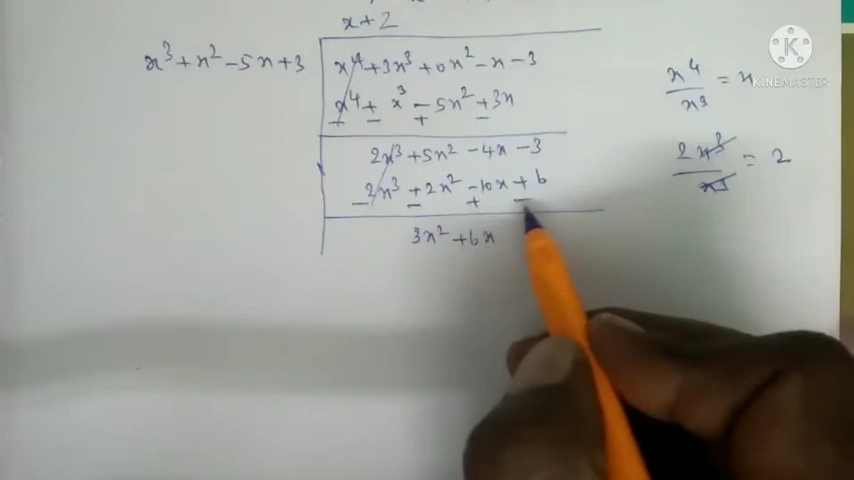 x+2
x³+x²-5x+3 x⁴+3x³+0x²-x-3
x⁴+x³-5x²+3x
- - + -
2x³+5x²-4x-3
2x³+2x²-10x+6
- - + -
3x²+6x
x⁴/x³ = x
2x³/x³ = 2
K
KINEMASTER